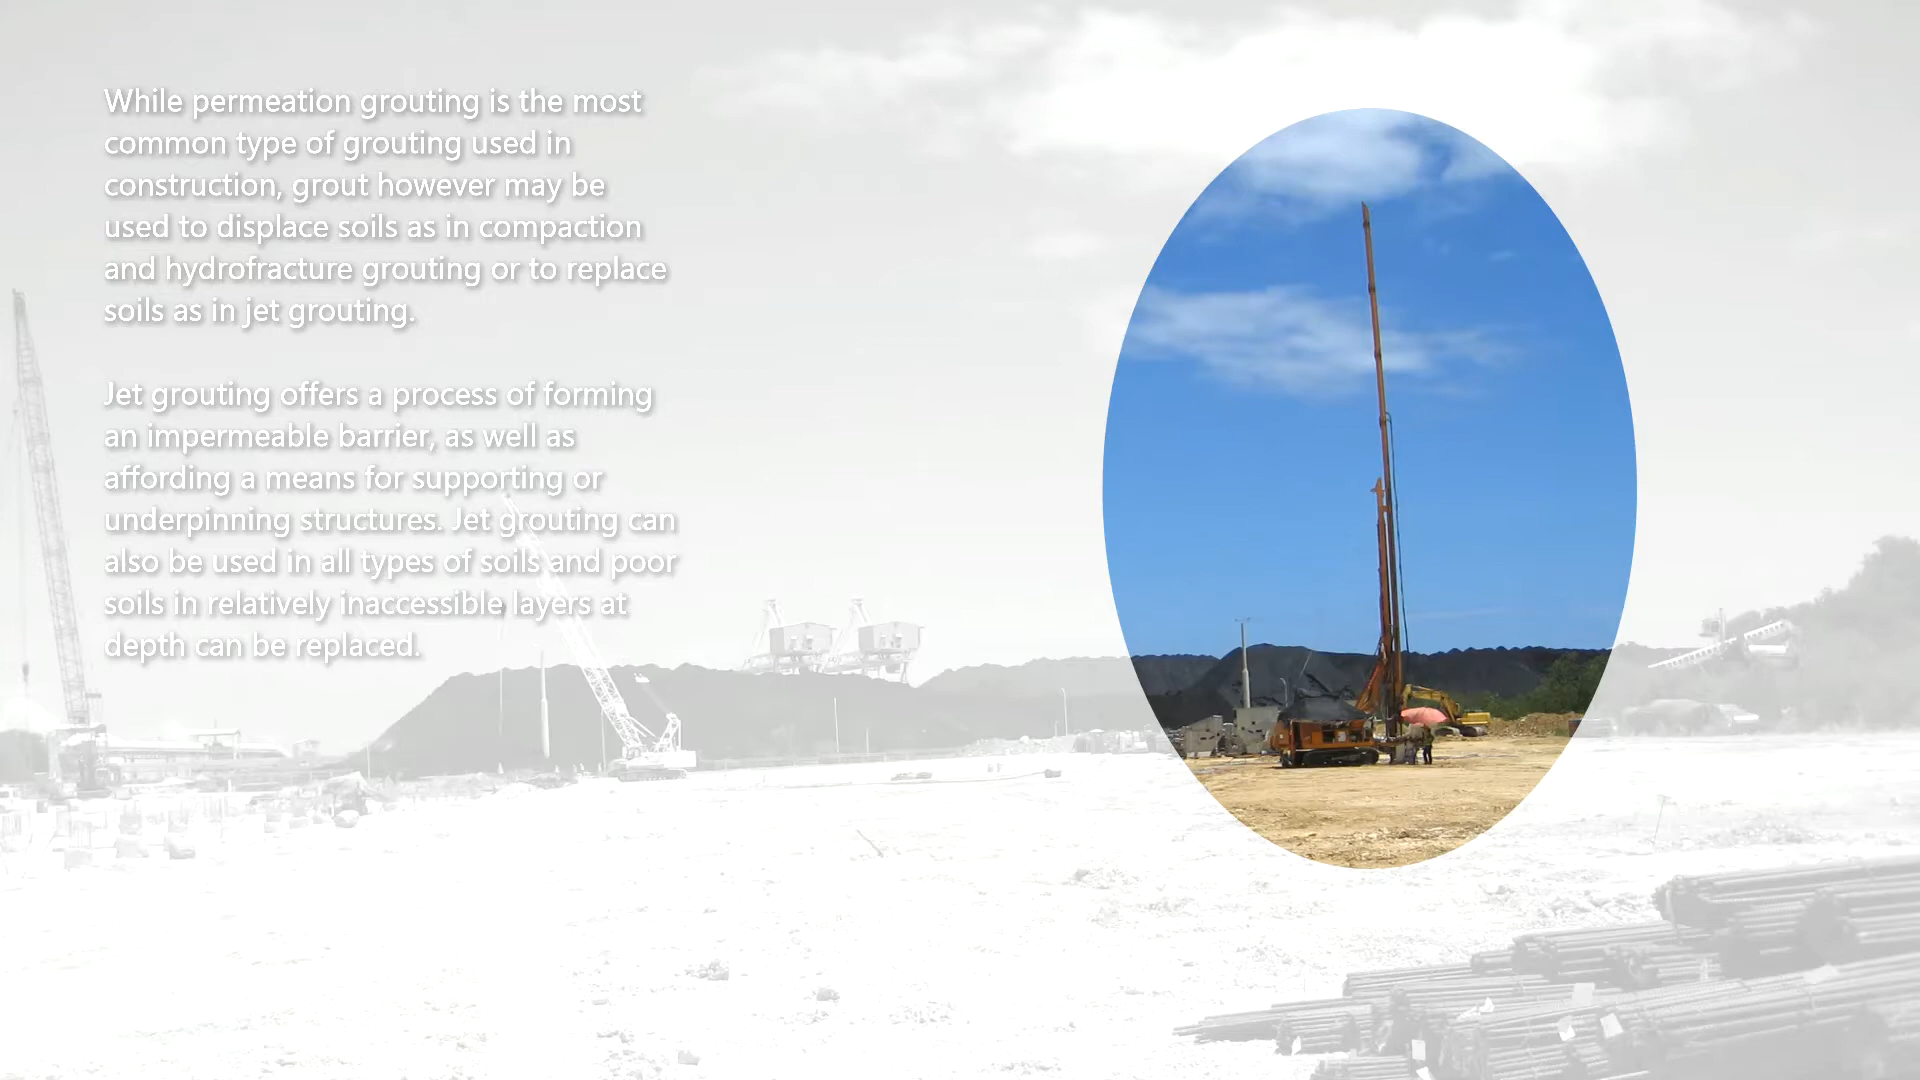 While permeation grouting is the most
common type of grouting used in
construction, grout however may be
used to displace soils as in compaction
and hydrofracture grouting or to replace
soils as in jet grouting.
Jet grouting offers a process of forming
an impermeable barrier, as well as
affording a means for supporting or
underpinning structures. Jet grouting can
also be used in all types of soils and poor
soils in relatively inaccessible layers at
depth can be replaced.